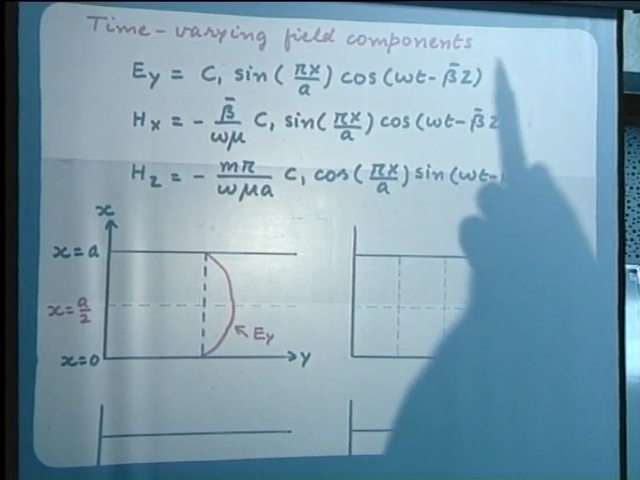 Time-varying field components
Ey = C₁ sin(πx/a) cos(ωt-β̄z)
Hx = - β̄/ωμ C₁ sin(πx/a) cos(ωt-β̄z
Hz = - mπ/ωμa C₁ cos(πx/a) sin(ωt-
x
x=a
x=a/2
Ey
x=0
y